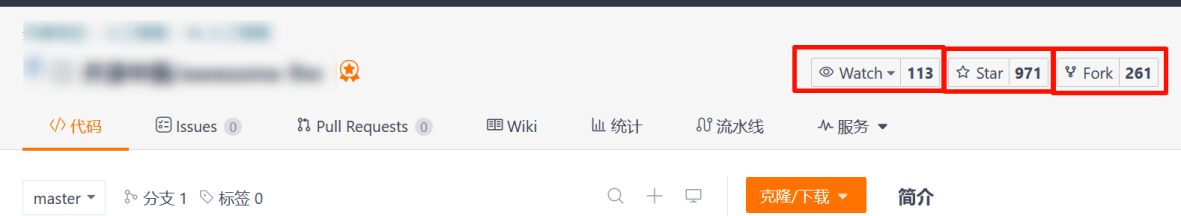 Watch 113 Star 971 Fork 261
代码 Issues 0 Pull Requests 0 Wiki 统计 流水线 服务
master 分支 1 标签 0 克隆/下载 简介